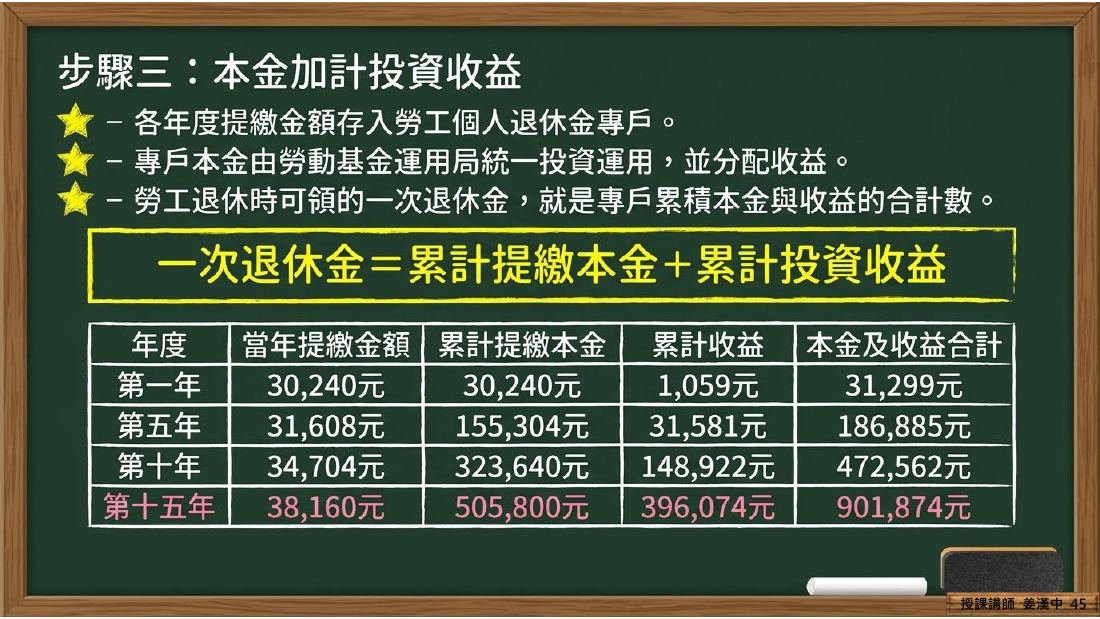 步驟三：本金加計投資收益
– 各年度提繳金額存入勞工個人退休金專戶。
– 專戶本金由勞動基金運用局統一投資運用，並分配收益。
– 勞工退休時可領的一次退休金，就是專戶累積本金與收益的合計數。
一次退休金＝累計提繳本金＋累計投資收益
年度 當年提繳金額 累計提繳本金 累計收益 本金及收益合計
第一年 30,240元 30,240元 1,059元 31,299元
第五年 31,608元 155,304元 31,581元 186,885元
第十年 34,704元 323,640元 148,922元 472,562元
第十五年 38,160元 505,800元 396,074元 901,874元
授課講師 姜漢中 45